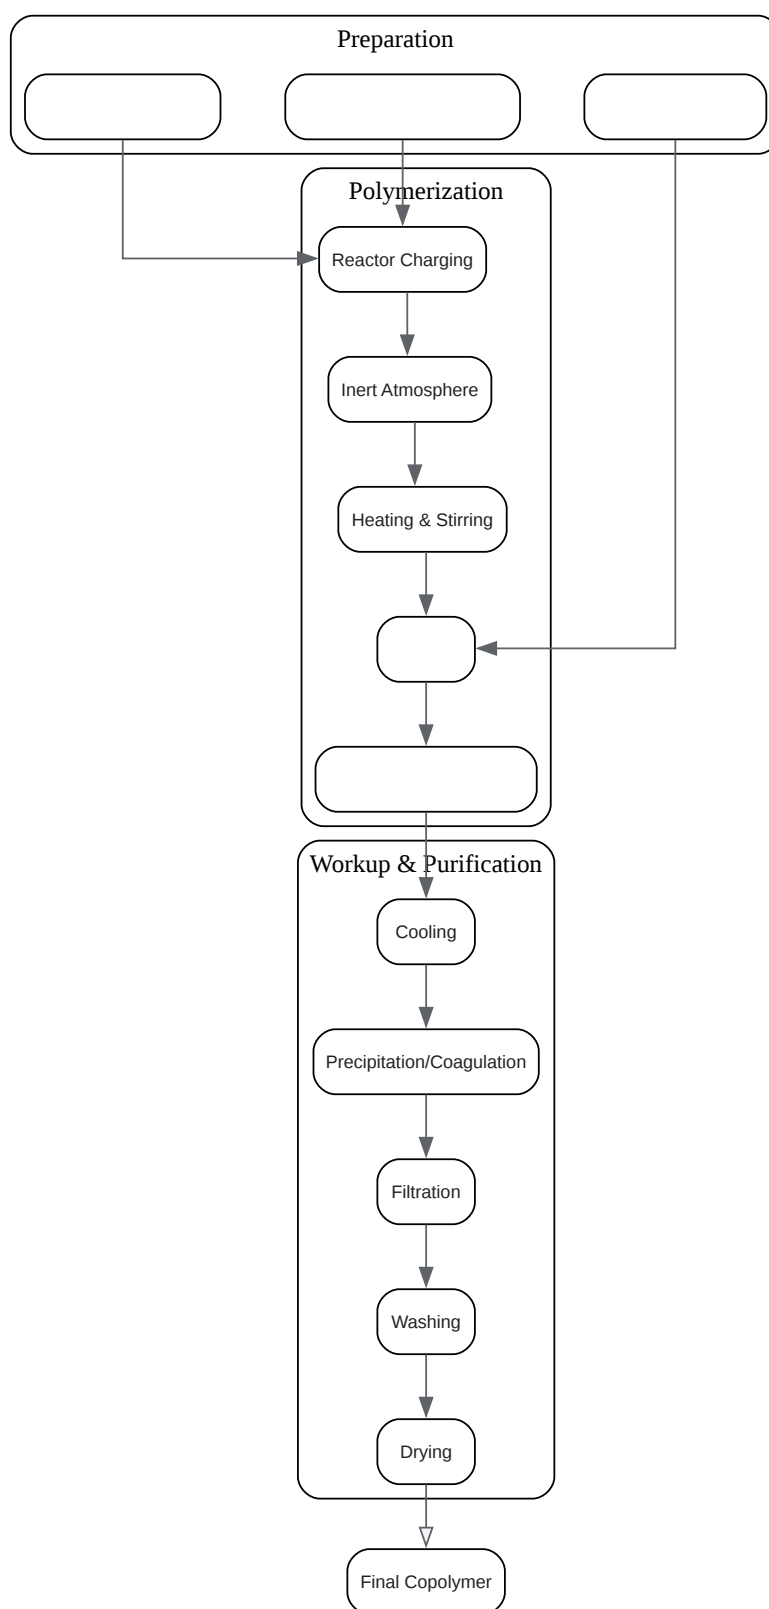 Preparation
Polymerization
Reactor Charging
Inert Atmosphere
Heating & Stirring
Workup & Purification
Cooling
Precipitation/Coagulation
Filtration
Washing
Drying
Final Copolymer